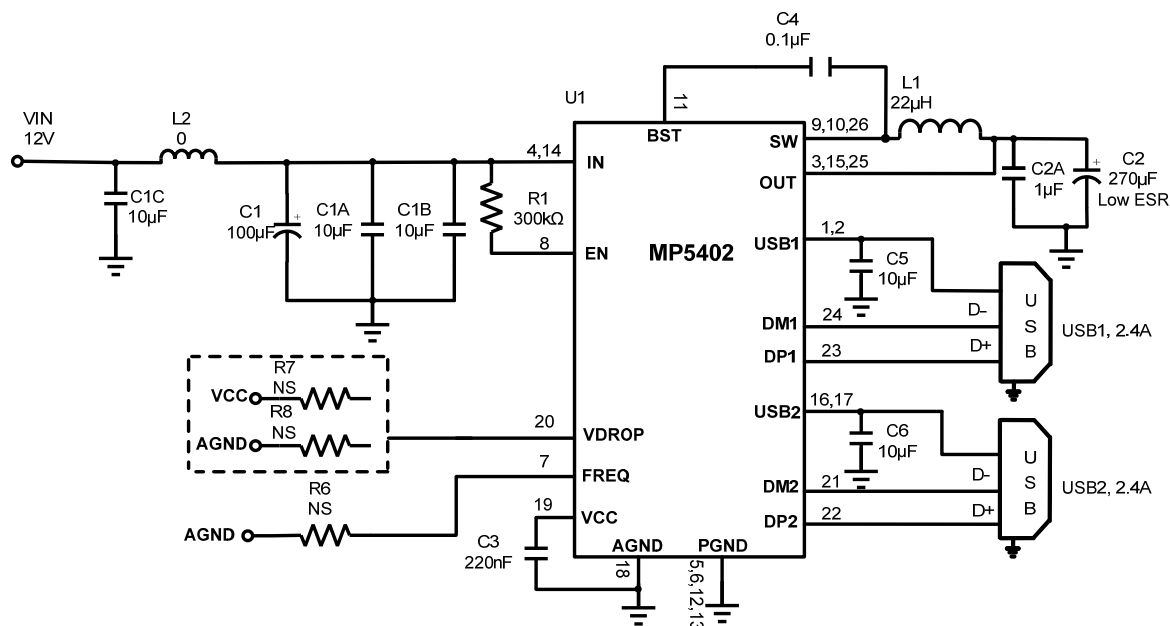 C4
0.1µF
U1
11
BST
L1
22µH
VIN
12V
L2
0
4,14
IN
9,10,26
SW
3,15,25
OUT
C2A
1µF
+
C2
270µF
Low ESR
C1C
10µF
C1
100µF
+
C1A
10µF
C1B
10µF
R1
300kΩ
8
EN
MP5402
1,2
USB1
C5
10µF
D-
24
DM1
D+
23
DP1
U
S
B
USB1, 2.4A
R7
NS
VCC
R8
NS
AGND
20
VDROP
16,17
USB2
C6
10µF
7
FREQ
R6
NS
AGND
19
VCC
C3
220nF
D-
21
DM2
D+
22
DP2
U
S
B
USB2, 2.4A
AGND
PGND
18
5,6,12,13